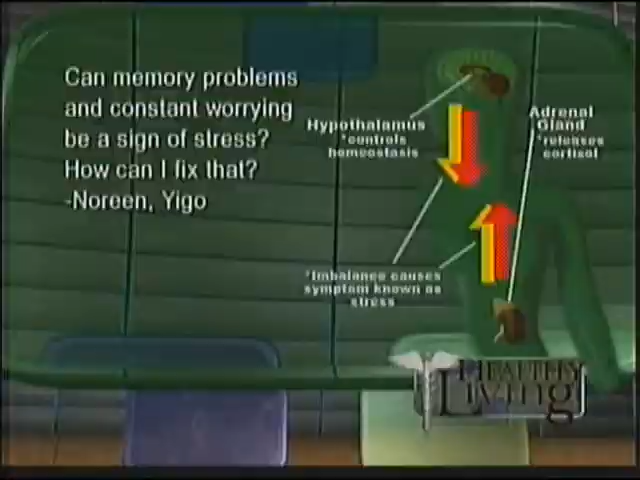 Can memory problems
and constant worrying
be a sign of stress?
How can I fix that?
-Noreen, Yigo
Hypothalamus
*controls
homeostasis
Adrenal
Gland
*releases
cortisol
*Imbalance causes
symptom known as
stress
HEALTHY
Living